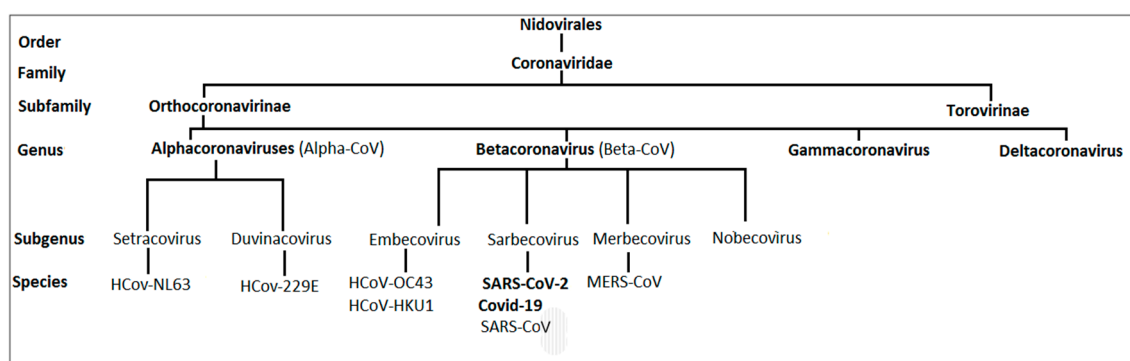 Nidovirales
Order
Family
Coronaviridae
Subfamily
Orthocoronavirinae
Torovirinae
Genus
Alphacoronaviruses (Alpha-CoV)
Betacoronavirus (Beta-CoV)
Gammacoronavirus
Deltacoronavirus
Subgenus
Setracovirus
Duvinacovirus
Embecovirus
Sarbecovirus
Merbecovirus
Nobecovirus
Species
HCov-NL63
HCov-229E
HCoV-OC43
HCoV-HKU1
SARS-CoV-2
Covid-19
SARS-CoV
MERS-CoV